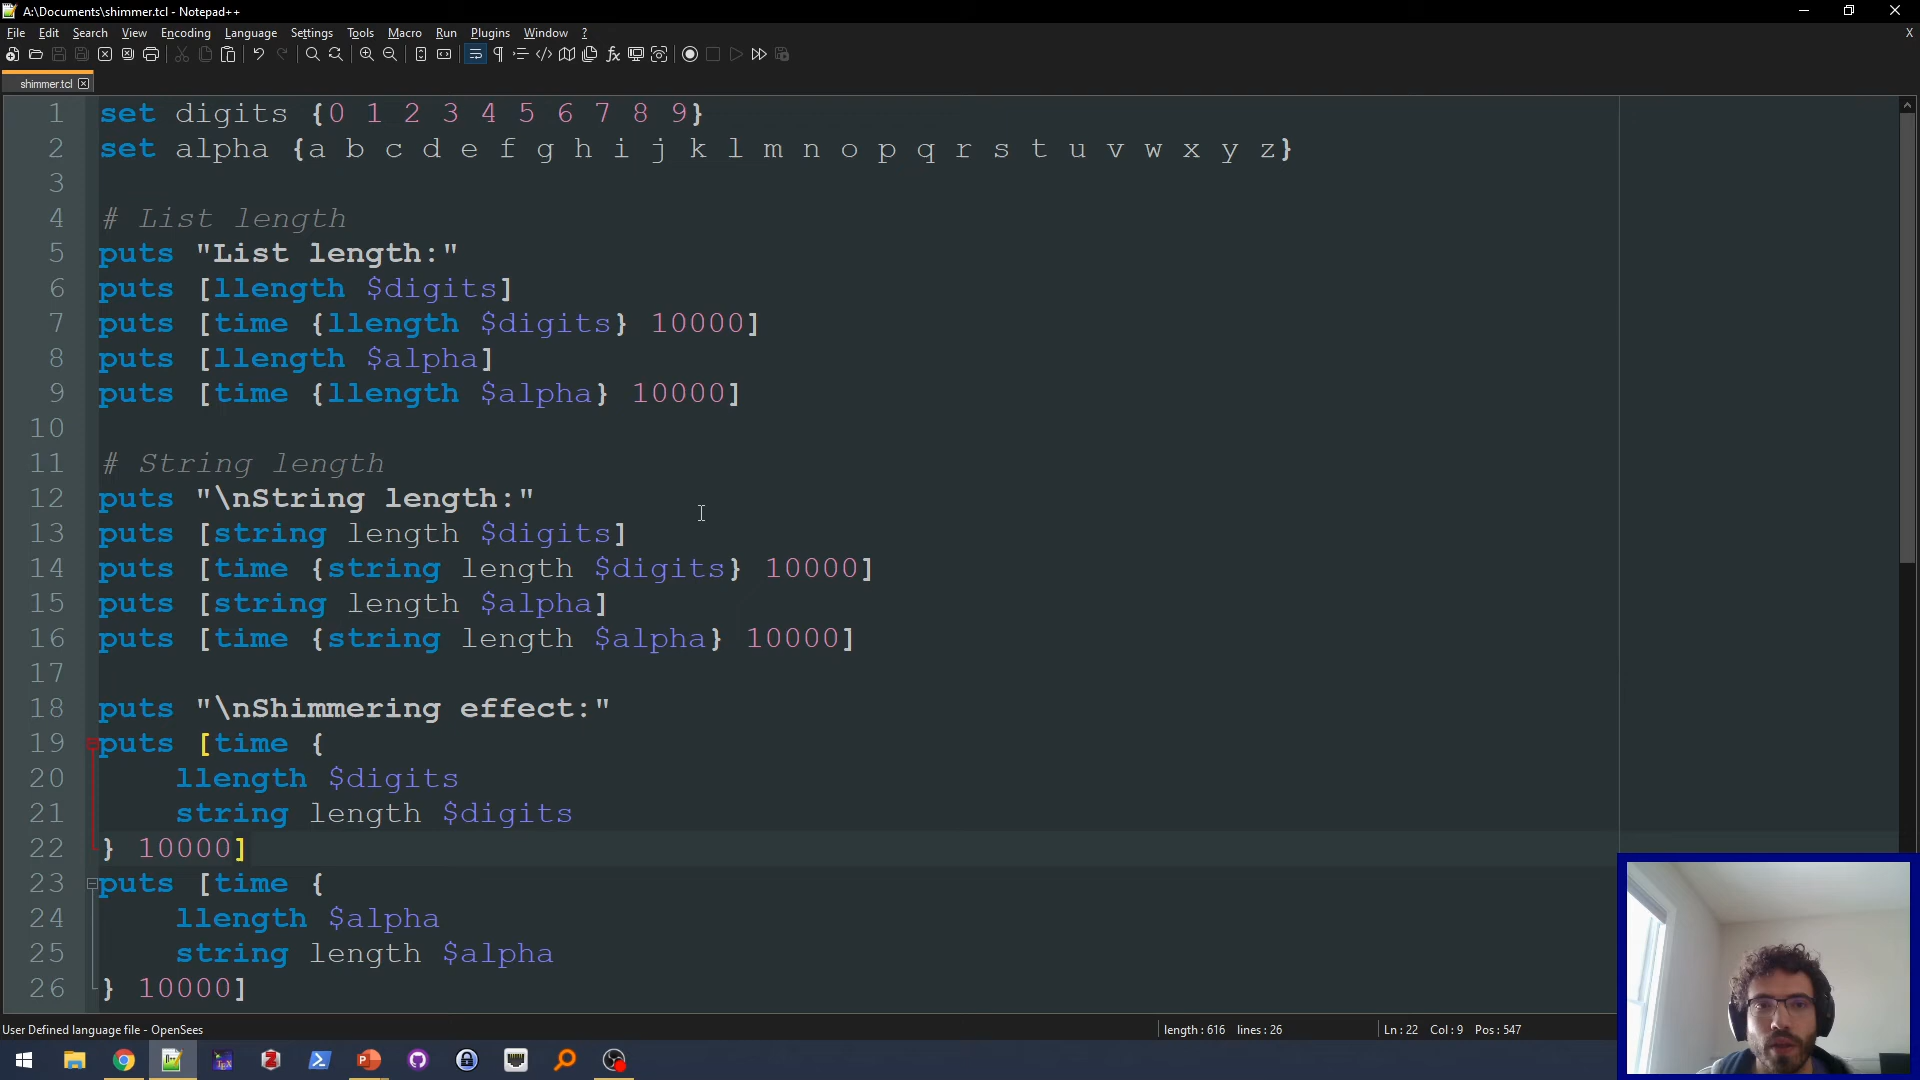 A:\Documents\shimmer.tcl - Notepad++
File Edit Search View Encoding Language Settings Tools Macro Run Plugins Window ? X
shimmer.tcl
1 set digits {0 1 2 3 4 5 6 7 8 9}
2 set alpha {a b c d e f g h i j k l m n o p q r s t u v w x y z}
3
4 # List length
5 puts "List length:"
6 puts [llength $digits]
7 puts [time {llength $digits} 10000]
8 puts [llength $alpha]
9 puts [time {llength $alpha} 10000]
10
11 # String length
12 puts "\nString length:"
13 puts [string length $digits]
14 puts [time {string length $digits} 10000]
15 puts [string length $alpha]
16 puts [time {string length $alpha} 10000]
17
18 puts "\nShimmering effect:"
19 puts [time {
20 llength $digits
21 string length $digits
22 } 10000]
23 puts [time {
24 llength $alpha
25 string length $alpha
26 } 10000]
User Defined language file - OpenSees length : 616 lines : 26 Ln : 22 Col : 9 Pos : 547